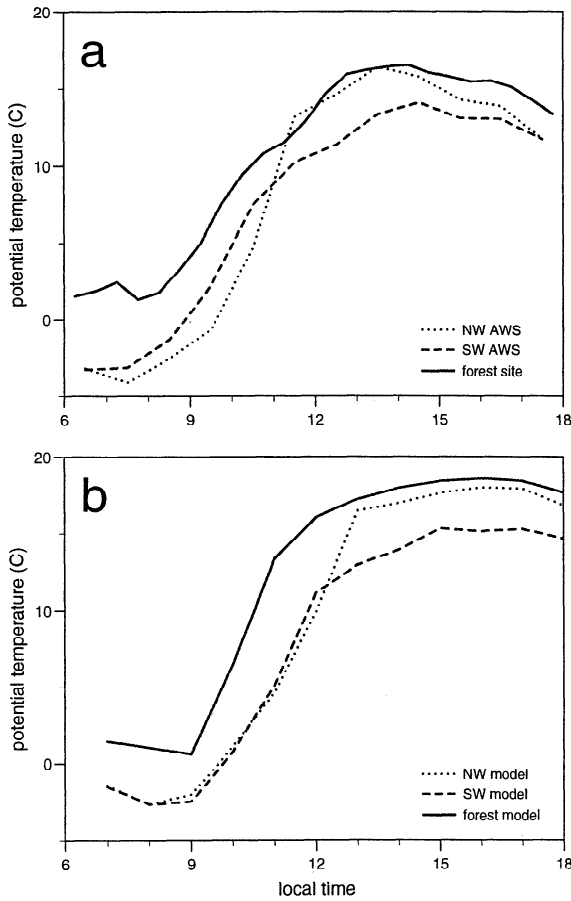 a
20
10
0
potential temperature (C)
NW AWS
SW AWS
forest site
6 9 12 15 18
b
20
10
0
potential temperature (C)
NW model
SW model
forest model
6 9 12 15 18
local time